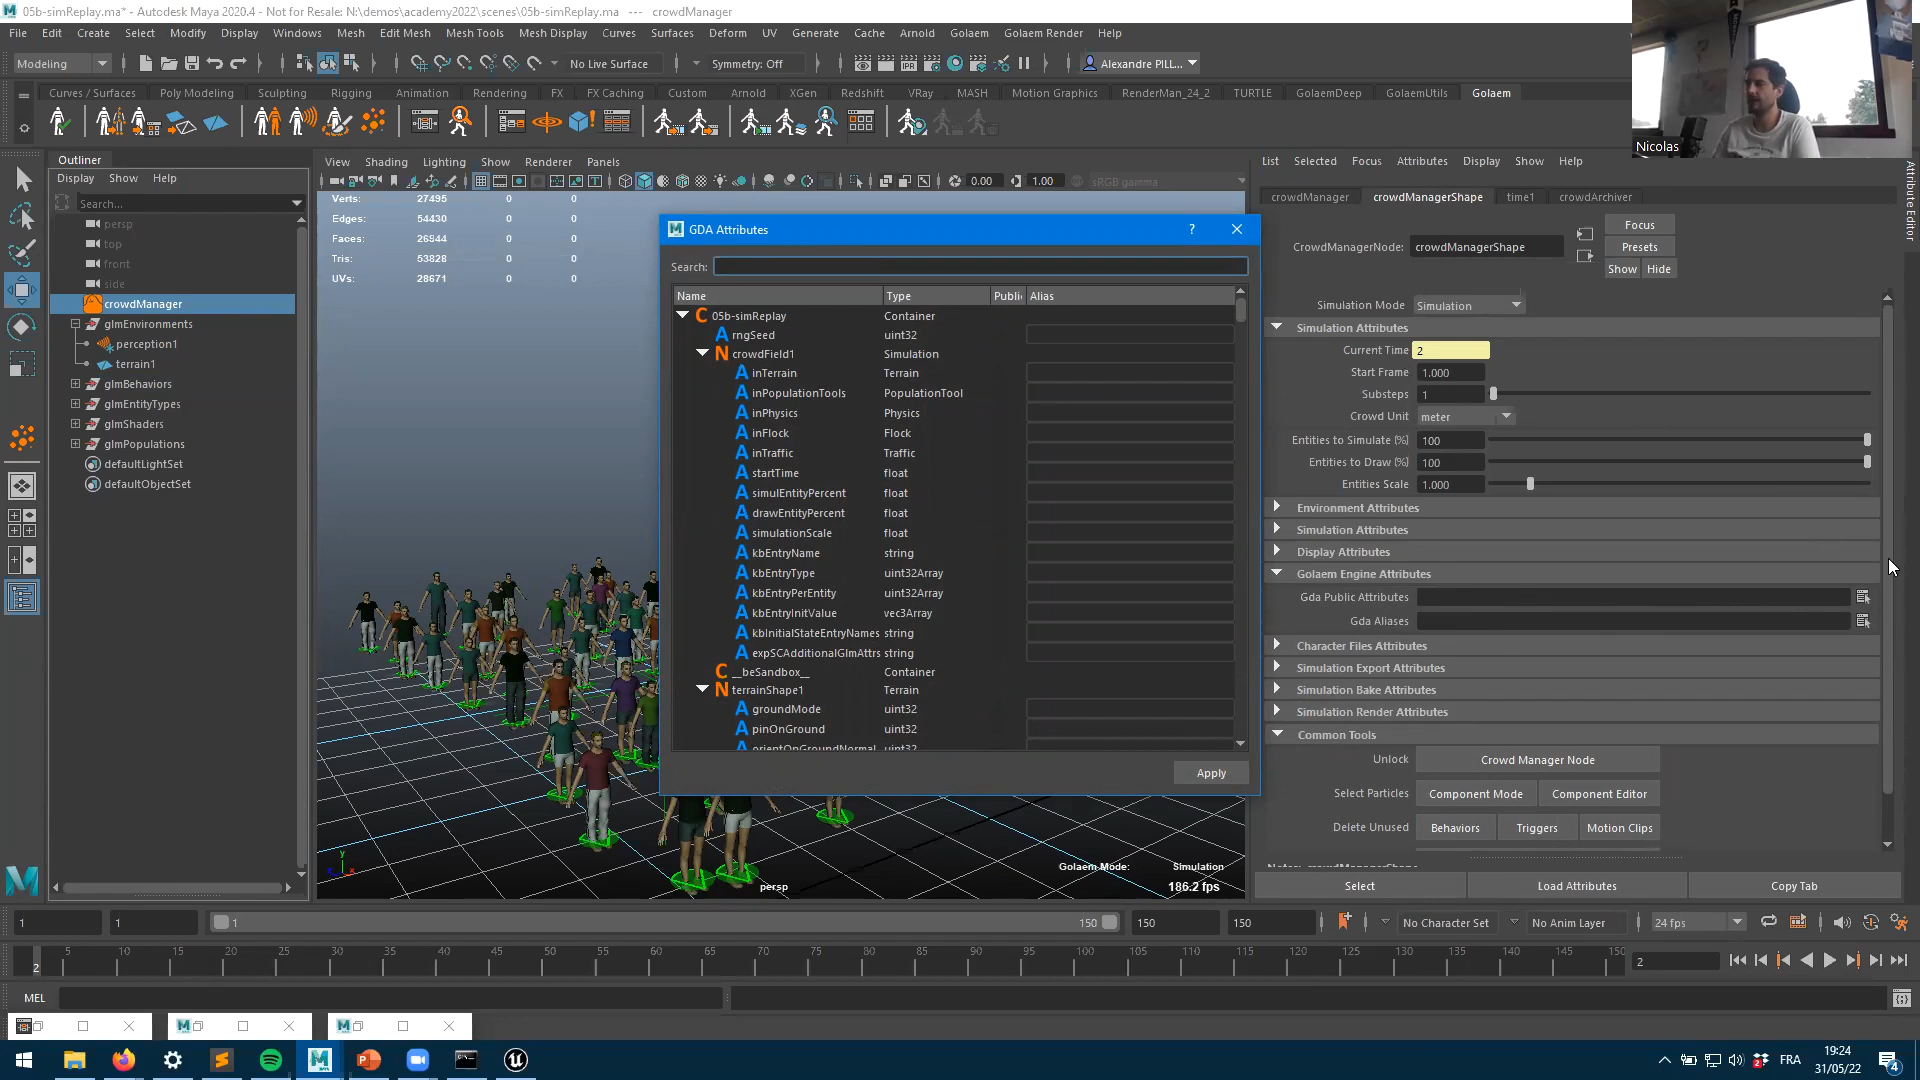 05b-simReplay.ma* - Autodesk Maya 2020.4 - Not for Resale: N:\demos\academy2022\scenes\05b-simReplay.ma --- crowdManager
File Edit Create Select Modify Display Windows Mesh Edit Mesh Mesh Tools Mesh Display Curves Surfaces Deform UV Generate Cache Arnold Golaem Golaem Render Help
Modeling No Live Surface Symmetry: Off Alexandre PILL...
Curves / Surfaces Poly Modeling Sculpting Rigging Animation Rendering FX FX Caching Custom Arnold XGen Redshift VRay MASH Motion Graphics RenderMan_24_2 TURTLE GolaemDeep GolaemUtils Golaem
Nicolas
Outliner
Display Show Help
Search...
persp
top
front
side
crowdManager
glmEnvironments
perception1
terrain1
glmBehaviors
glmEntityTypes
glmShaders
glmPopulations
defaultLightSet
defaultObjectSet
View Shading Lighting Show Renderer Panels
0.00 1.00 sRGB gamma
Verts: 27495 0 0
Edges: 54430 0 0
Faces: 26944 0 0
Tris: 53828 0 0
UVs: 28671 0 0
GDA Attributes ?
Search:
Name Type Publi Alias
C 05b-simReplay Container
A rngSeed uint32
N crowdField1 Simulation
A inTerrain Terrain
A inPopulationTools PopulationTool
A inPhysics Physics
A inFlock Flock
A inTraffic Traffic
A startTime float
A simulEntityPercent float
A drawEntityPercent float
A simulationScale float
A kbEntryName string
A kbEntryType uint32Array
A kbEntryPerEntity uint32Array
A kbEntryInitValue vec3Array
A kbInitialStateEntryNames string
A expSCAdditionalGlmAttrs string
C __beSandbox__ Container
N terrainShape1 Terrain
A groundMode uint32
A pinOnGround uint32
A orientOnGroundNormal uint32
Apply
Golaem Mode: Simulation
186.2 fps
persp
y
x
List Selected Focus Attributes Display Show Help
Attribute Editor
crowdManager crowdManagerShape time1 crowdArchiver
CrowdManagerNode: crowdManagerShape
Focus
Presets
Show Hide
Simulation Mode Simulation
Simulation Attributes
Current Time 2
Start Frame 1.000
Substeps 1
Crowd Unit meter
Entities to Simulate (%) 100
Entities to Draw (%) 100
Entities Scale 1.000
Environment Attributes
Simulation Attributes
Display Attributes
Golaem Engine Attributes
Gda Public Attributes
Gda Aliases
Character Files Attributes
Simulation Export Attributes
Simulation Bake Attributes
Simulation Render Attributes
Common Tools
Unlock Crowd Manager Node
Select Particles Component Mode Component Editor
Delete Unused Behaviors Triggers Motion Clips
Notes: crowdManagerShape
Select Load Attributes Copy Tab
1 1 1 150 150 150 No Character Set No Anim Layer 24 fps
2 5 10 15 20 25 30 35 40 45 50 55 60 65 70 75 80 85 90 95 100 105 110 115 120 125 130 135 140 145 150 2
MEL
FRA
19:24
31/05/22
4